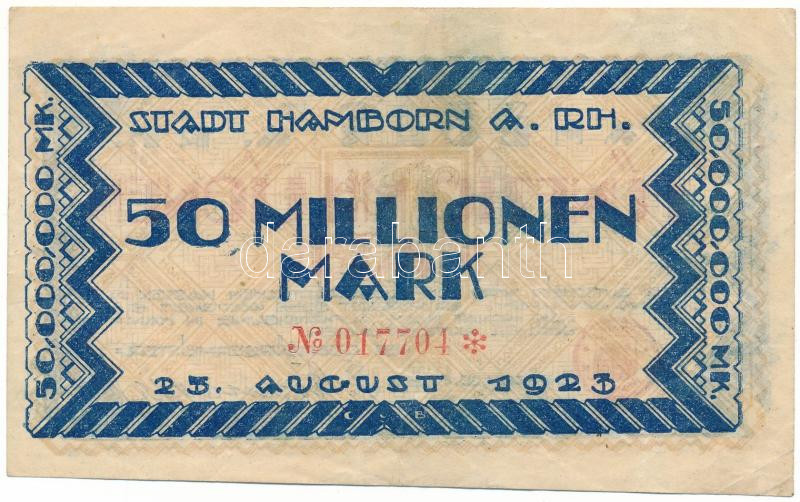 STADT HAMBORN A. RH.
50 MILLIONEN
MARK
№ 017704 *
25. AUGUST 1923
50.000.000 MK.
50.000.000 MK.
C J B
darabanth